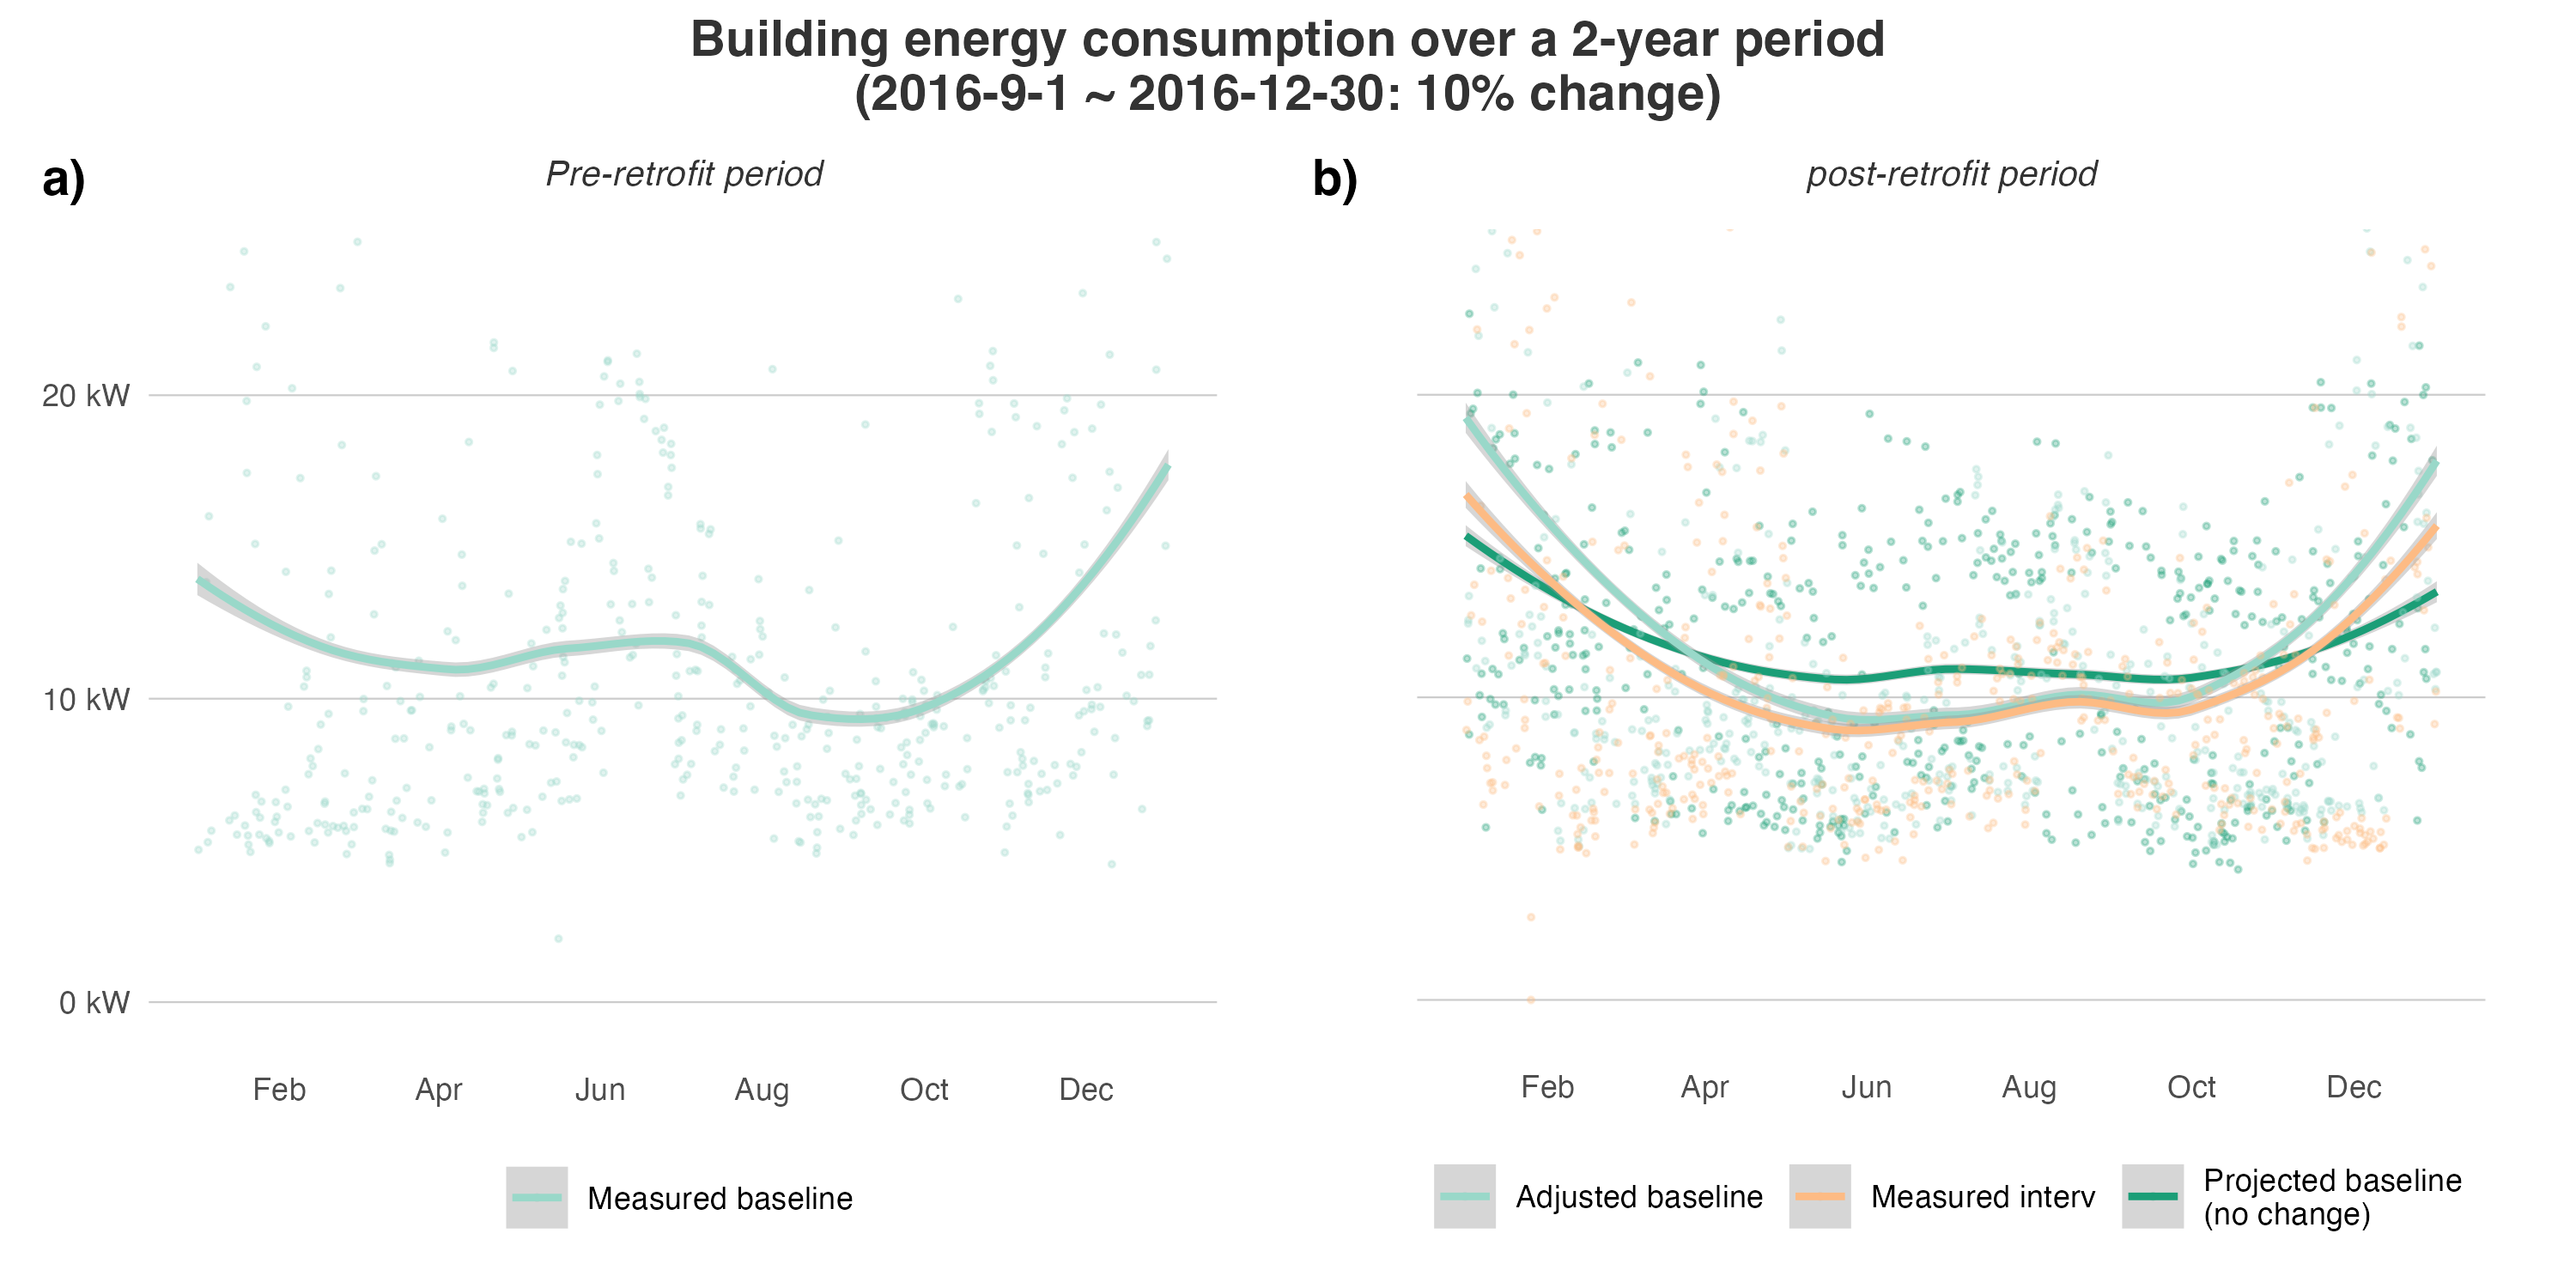 Building energy consumption over a 2-year period
(2016-9-1 ~ 2016-12-30: 10% change)
a)
Pre-retrofit period
20 kW
10 kW
0 kW
Feb Apr Jun Aug Oct Dec
Measured baseline
b)
post-retrofit period
Feb Apr Jun Aug Oct Dec
Adjusted baseline
Measured interv
Projected baseline
(no change)